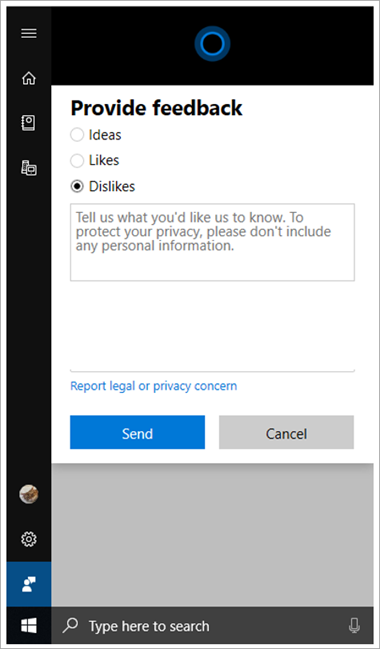 Provide feedback
Ideas
Likes
Dislikes
Tell us what you'd like us to know. To
protect your privacy, please don't include
any personal information.
Report legal or privacy concern
Send
Cancel
Type here to search